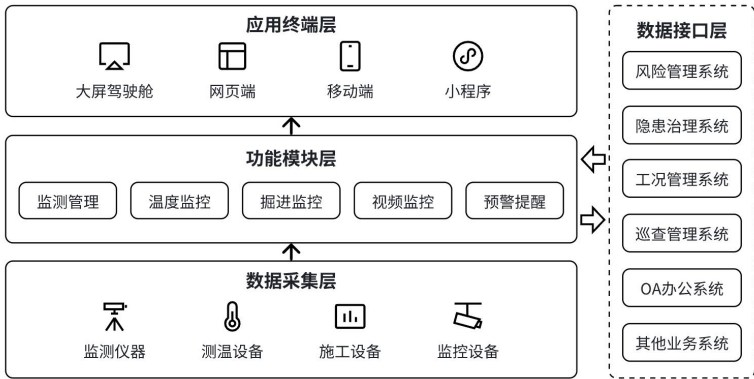 应用终端层
大屏驾驶舱 网页端 移动端 小程序
功能模块层
监测管理 温度监控 掘进监控 视频监控 预警提醒
数据采集层
监测仪器 测温设备 施工设备 监控设备
数据接口层
风险管理系统
隐患治理系统
工况管理系统
巡查管理系统
OA办公系统
其他业务系统